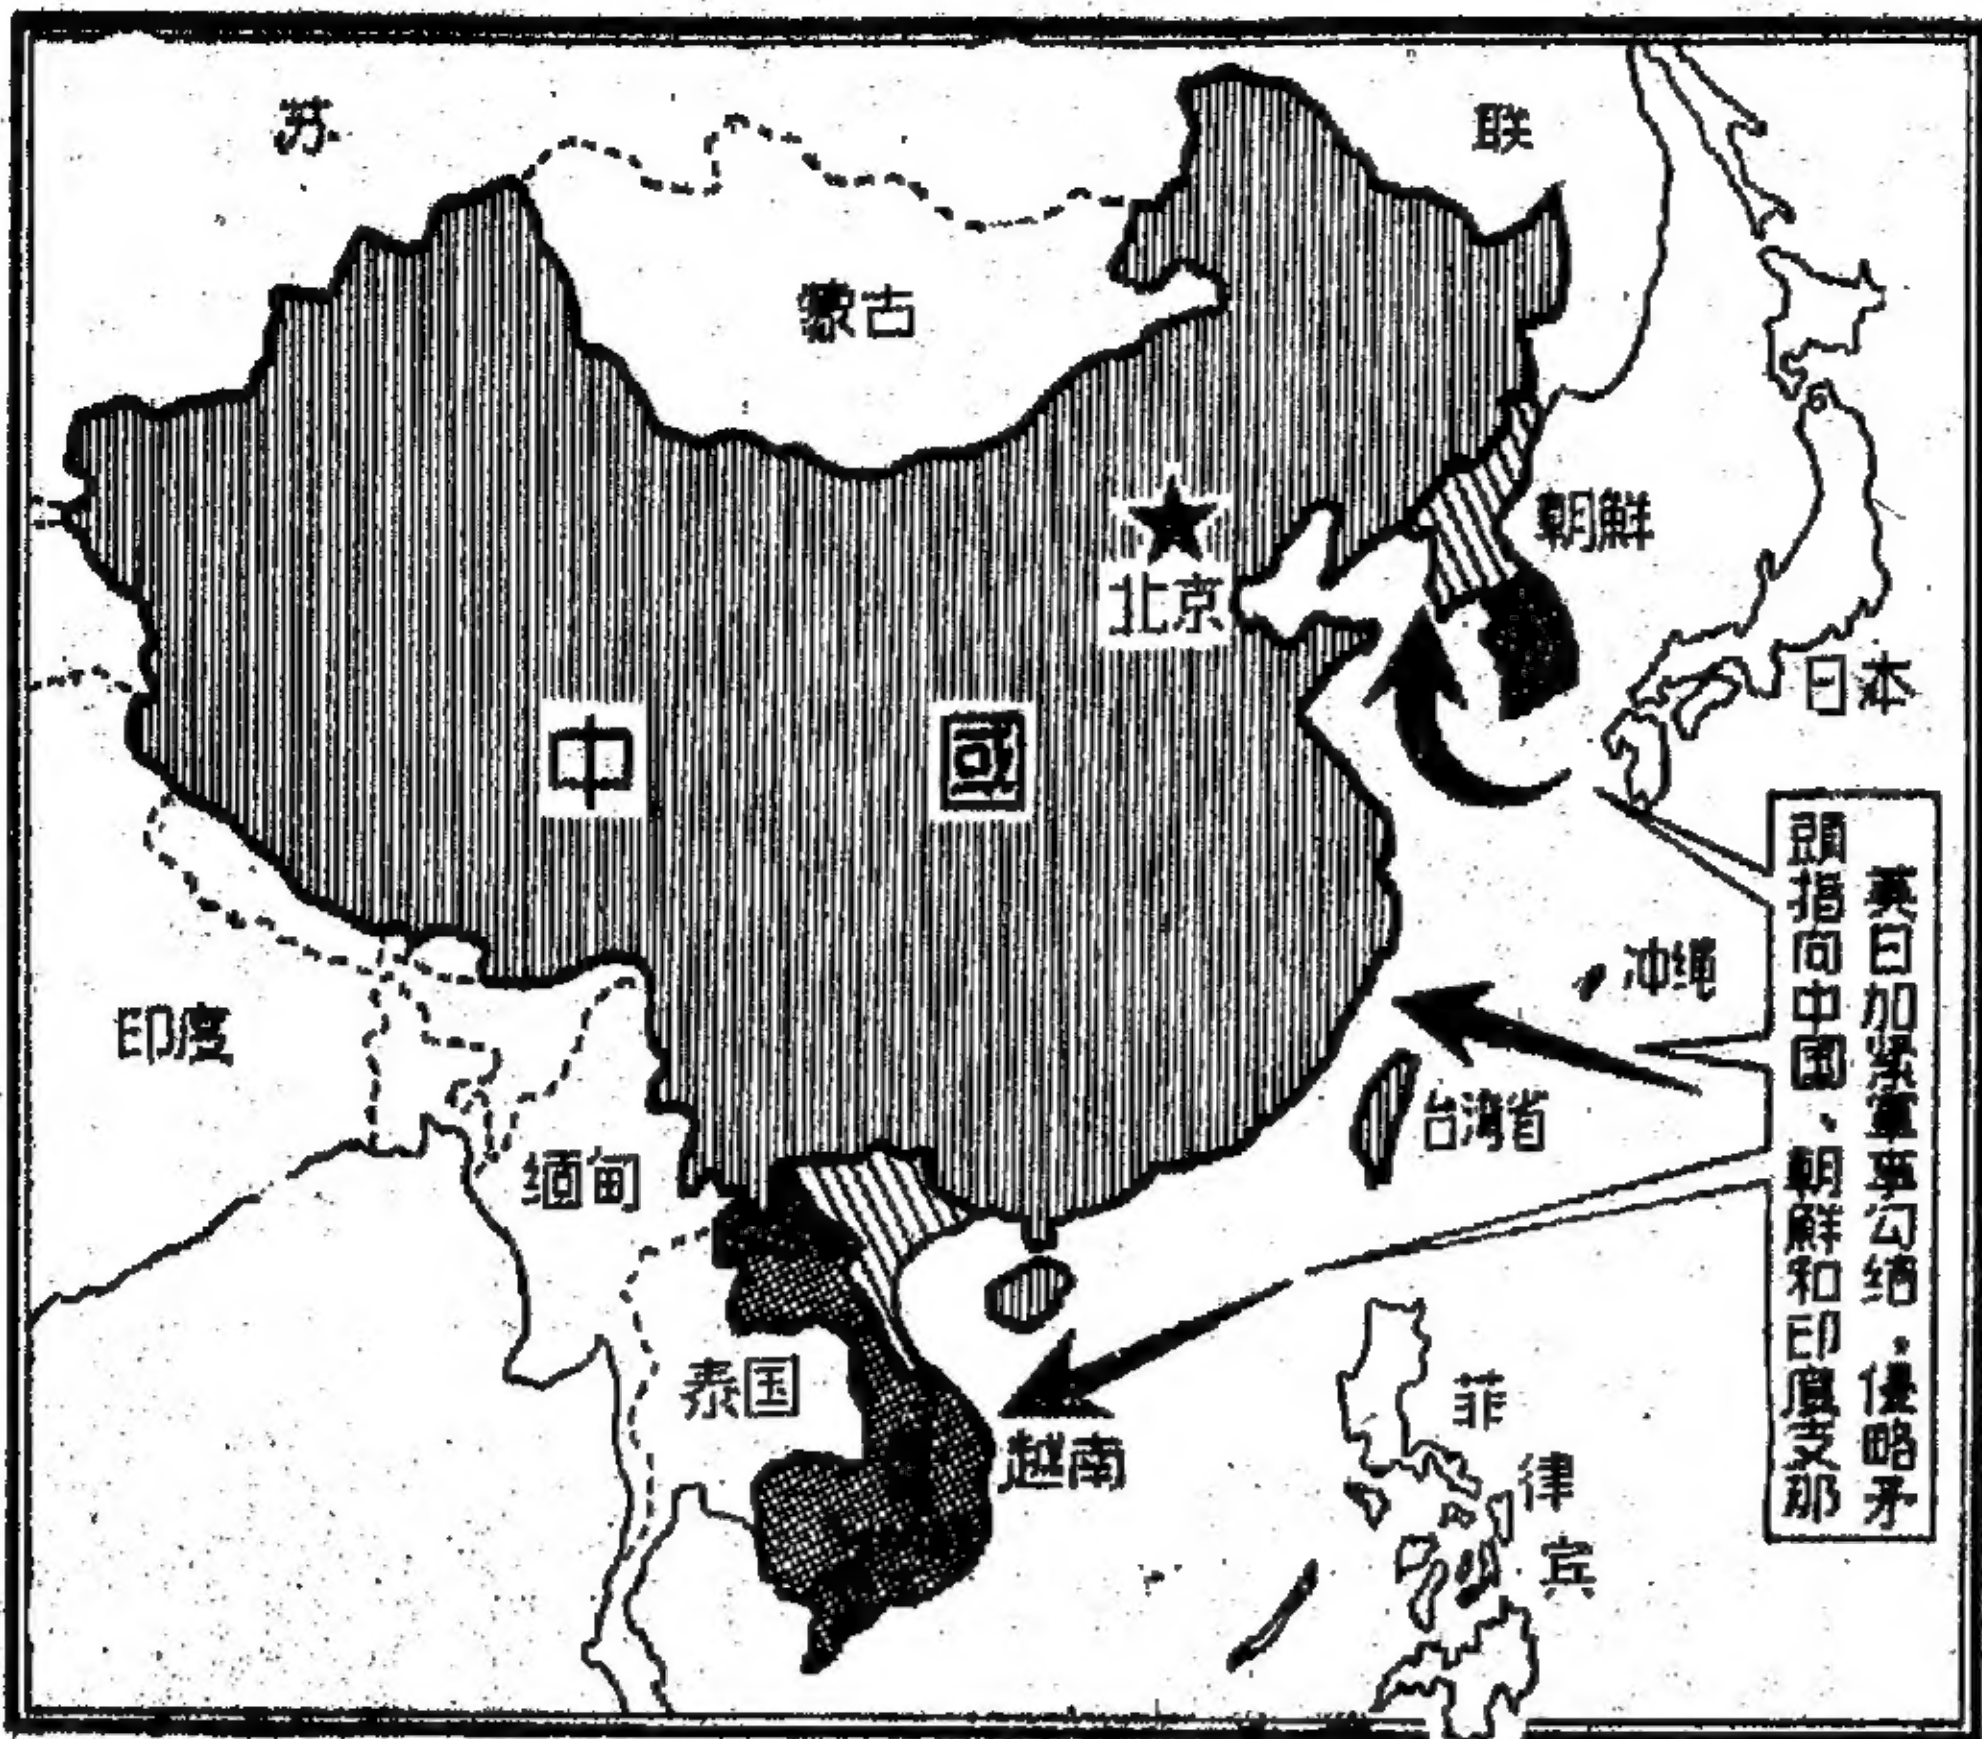 苏 联
蒙古
朝鮮
北京
日本
中國
冲绳
印度
台湾省
缅甸
泰国
越南
菲律宾
美日加紧軍事勾结，侵略矛
頭指向中国、朝鮮和印度支那